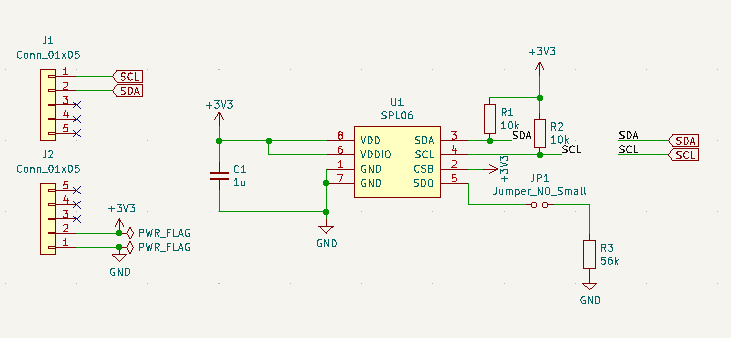 J1
Conn_01x05
1
SCL
2
SDA
3
4
5
J2
Conn_01x05
5
4
3
+3V3
2
PWR_FLAG
1
PWR_FLAG
GND
+3V3
C1
1u
U1
SPL06
8 VDD SDA 3
6 VDDIO SCL 4
1 GND CSB 2
7 GND SDO 5
GND
+3V3
R1
10k
R2
10k
SDA
SCL
+3V3
JP1
Jumper_NO_Small
R3
56k
GND
SDA SDA
SCL SCL